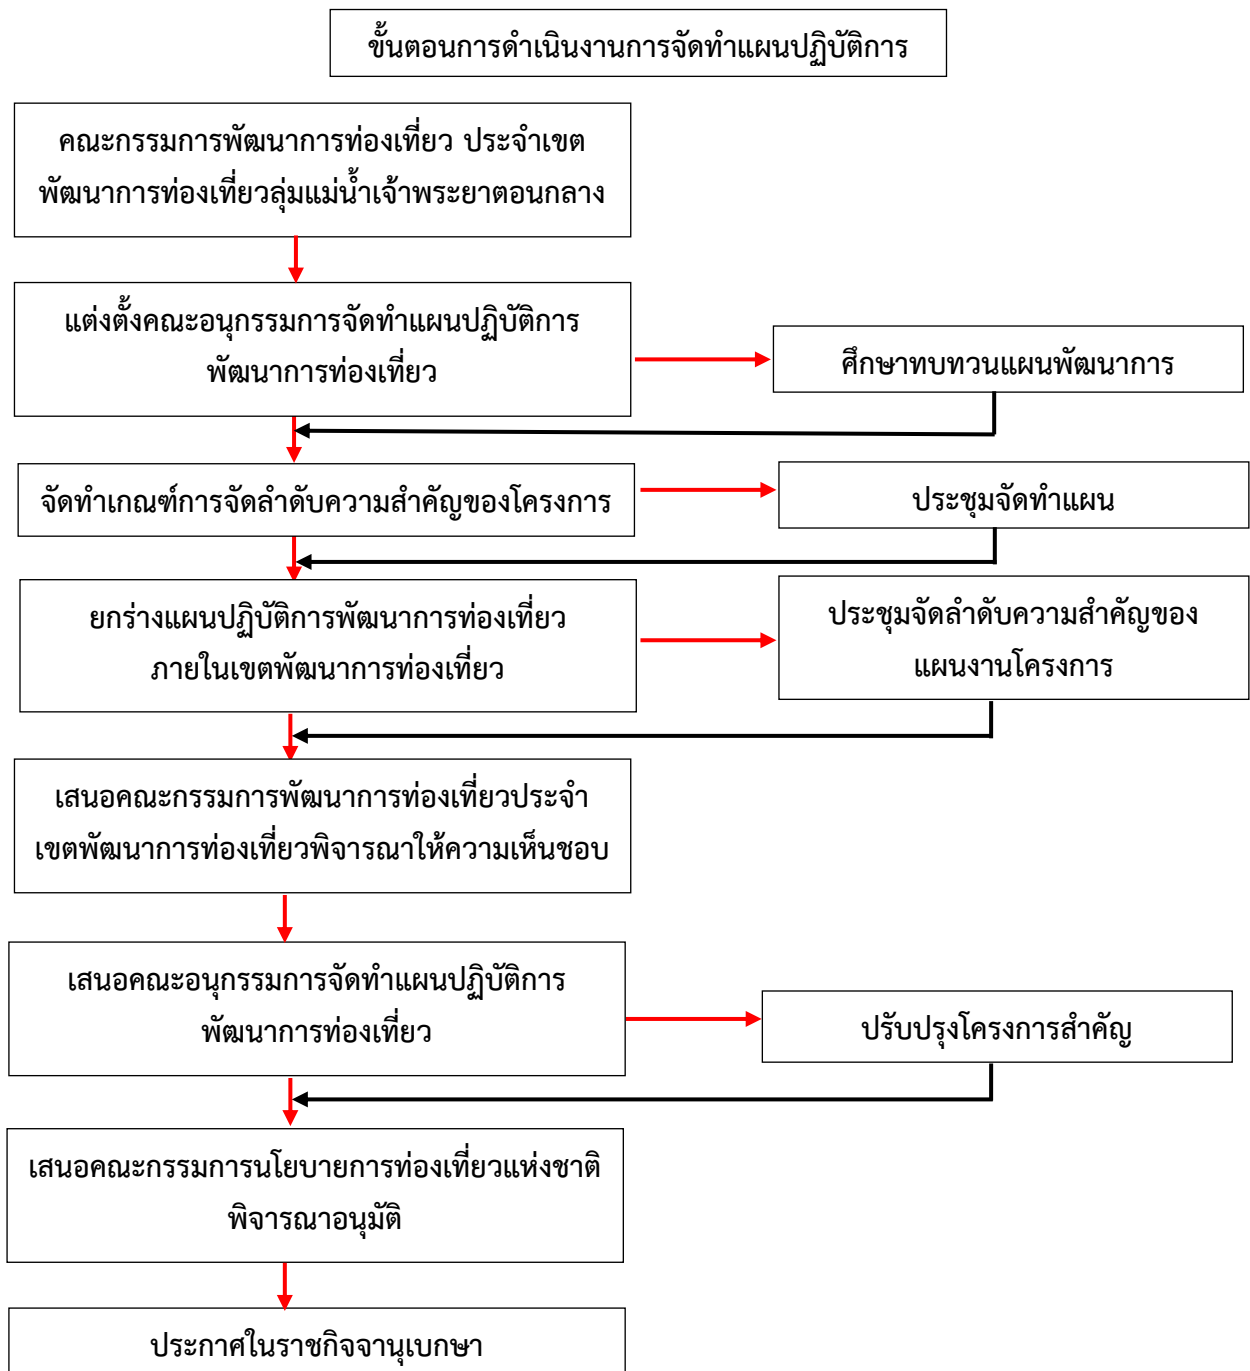 ขั้นตอนการดำเนินงานการจัดทำแผนปฏิบัติการ
คณะกรรมการพัฒนาการท่องเที่ยว ประจำเขต
พัฒนาการท่องเที่ยวลุ่มแม่น้ำเจ้าพระยาตอนกลาง
แต่งตั้งคณะอนุกรรมการจัดทำแผนปฏิบัติการ
พัฒนาการท่องเที่ยว
ศึกษาทบทวนแผนพัฒนาการ
จัดทำเกณฑ์การจัดลำดับความสำคัญของโครงการ
ประชุมจัดทำแผน
ยกร่างแผนปฏิบัติการพัฒนาการท่องเที่ยว
ภายในเขตพัฒนาการท่องเที่ยว
ประชุมจัดลำดับความสำคัญของ
แผนงานโครงการ
เสนอคณะกรรมการพัฒนาการท่องเที่ยวประจำ
เขตพัฒนาการท่องเที่ยวพิจารณาให้ความเห็นชอบ
เสนอคณะอนุกรรมการจัดทำแผนปฏิบัติการ
พัฒนาการท่องเที่ยว
ปรับปรุงโครงการสำคัญ
เสนอคณะกรรมการนโยบายการท่องเที่ยวแห่งชาติ
พิจารณาอนุมัติ
ประกาศในราชกิจจานุเบกษา